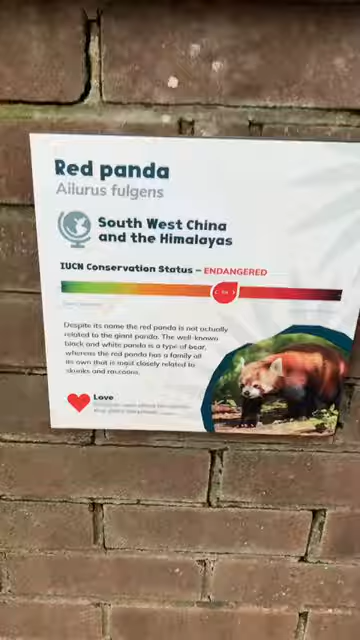 Red panda
Ailurus fulgens
South West China
and the Himalayas
IUCN Conservation Status – ENDANGERED
Despite its name the red panda is not actually
related to the giant panda. The well-known
black and white panda is a type of bear,
whereas the red panda has a family all
its own that is most closely related to
skunks and raccoons.
Love